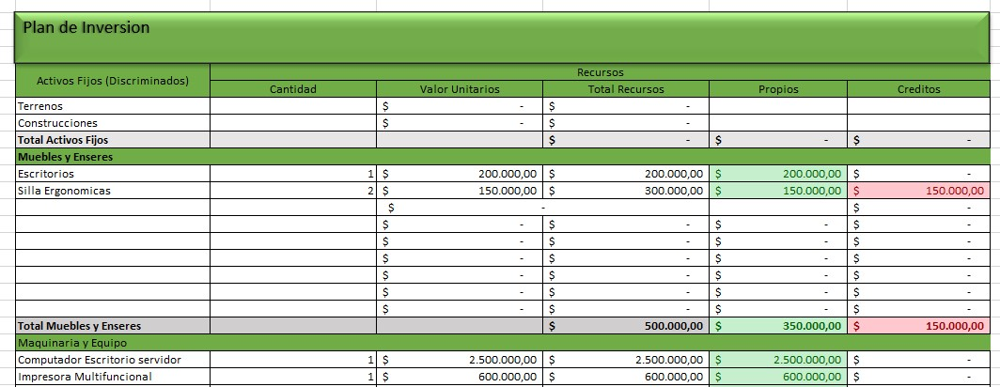 Plan de Inversion
Recursos
Activos Fijos (Discriminados)
Cantidad Valor Unitarios Total Recursos Propios Creditos
Terrenos $ - $ -
Construcciones $ - $ -
Total Activos Fijos $ - $ - $ -
Muebles y Enseres
Escritorios 1 $ 200.000,00 $ 200.000,00 $ 200.000,00 $ -
Silla Ergonomicas 2 $ 150.000,00 $ 300.000,00 $ 150.000,00 $ 150.000,00
$ - $ -
$ - $ - $ - $ -
$ - $ - $ - $ -
$ - $ - $ - $ -
$ - $ - $ - $ -
$ - $ - $ - $ -
$ - $ - $ - $ -
Total Muebles y Enseres $ 500.000,00 $ 350.000,00 $ 150.000,00
Maquinaria y Equipo
Computador Escritorio servidor 1 $ 2.500.000,00 $ 2.500.000,00 $ 2.500.000,00 $ -
Impresora Multifuncional 1 $ 600.000,00 $ 600.000,00 $ 600.000,00 $ -